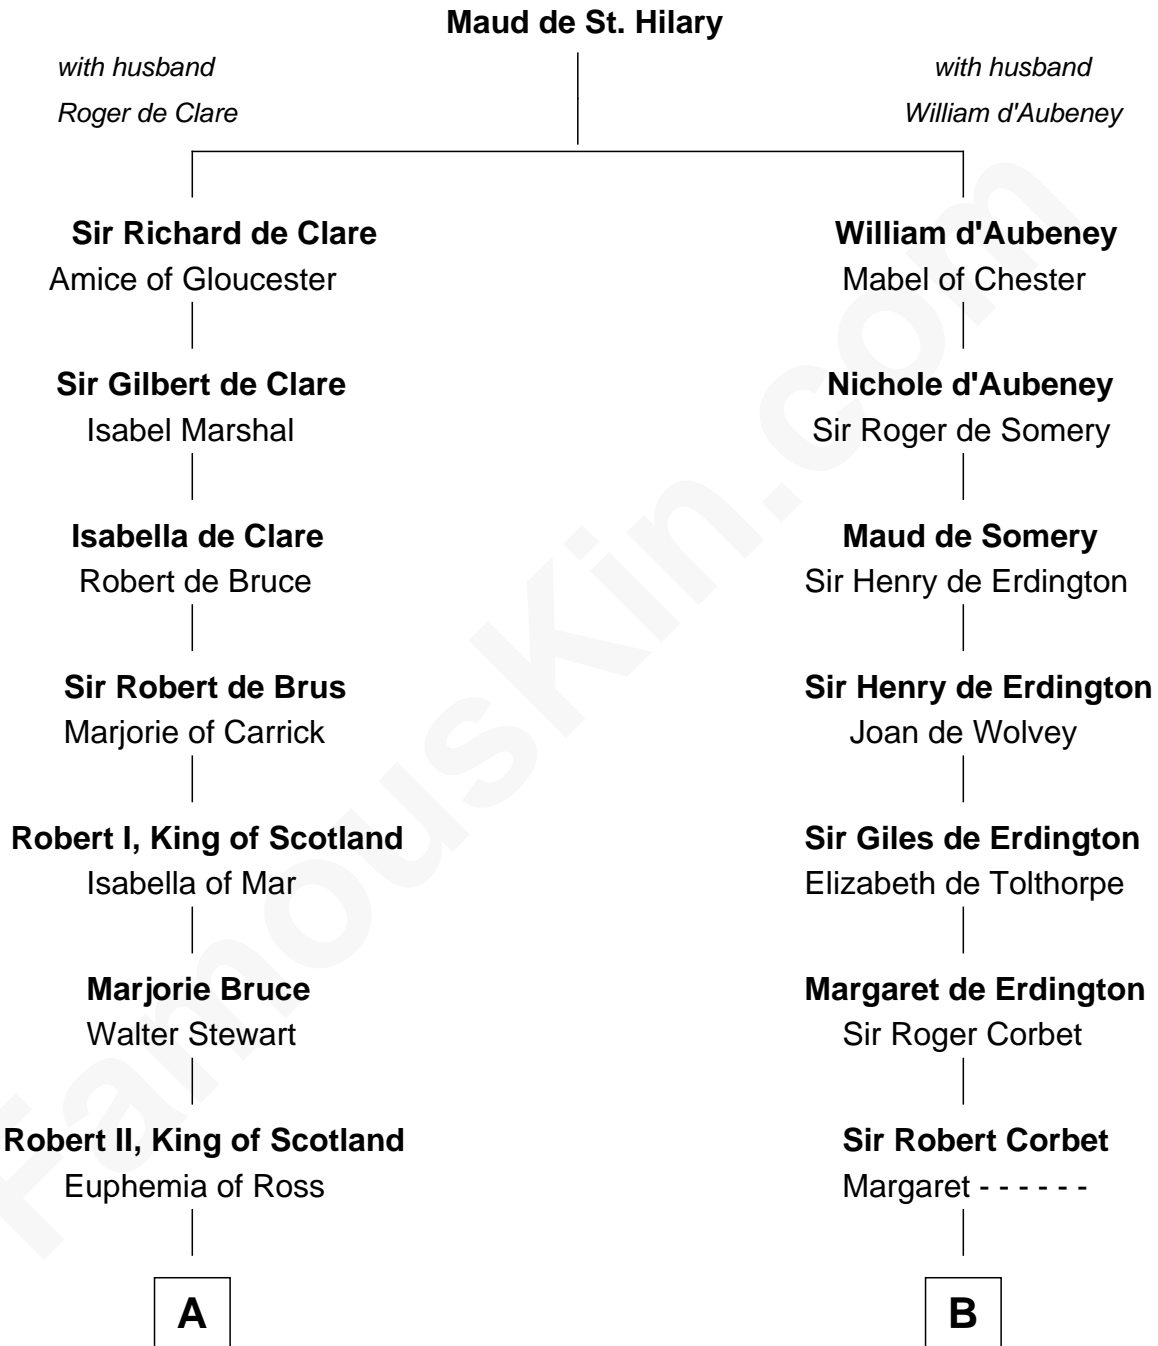 Maud de St. Hilary
with husband
Roger de Clare
with husband
William d'Aubeney
Sir Richard de Clare
Amice of Gloucester
Sir Gilbert de Clare
Isabel Marshal
Isabella de Clare
Robert de Bruce
Sir Robert de Brus
Marjorie of Carrick
Robert I, King of Scotland
Isabella of Mar
Marjorie Bruce
Walter Stewart
Robert II, King of Scotland
Euphemia of Ross
A
William d'Aubeney
Mabel of Chester
Nichole d'Aubeney
Sir Roger de Somery
Maud de Somery
Sir Henry de Erdington
Sir Henry de Erdington
Joan de Wolvey
Sir Giles de Erdington
Elizabeth de Tolthorpe
Margaret de Erdington
Sir Roger Corbet
Sir Robert Corbet
Margaret - - - - - -
B
FamousKin.com